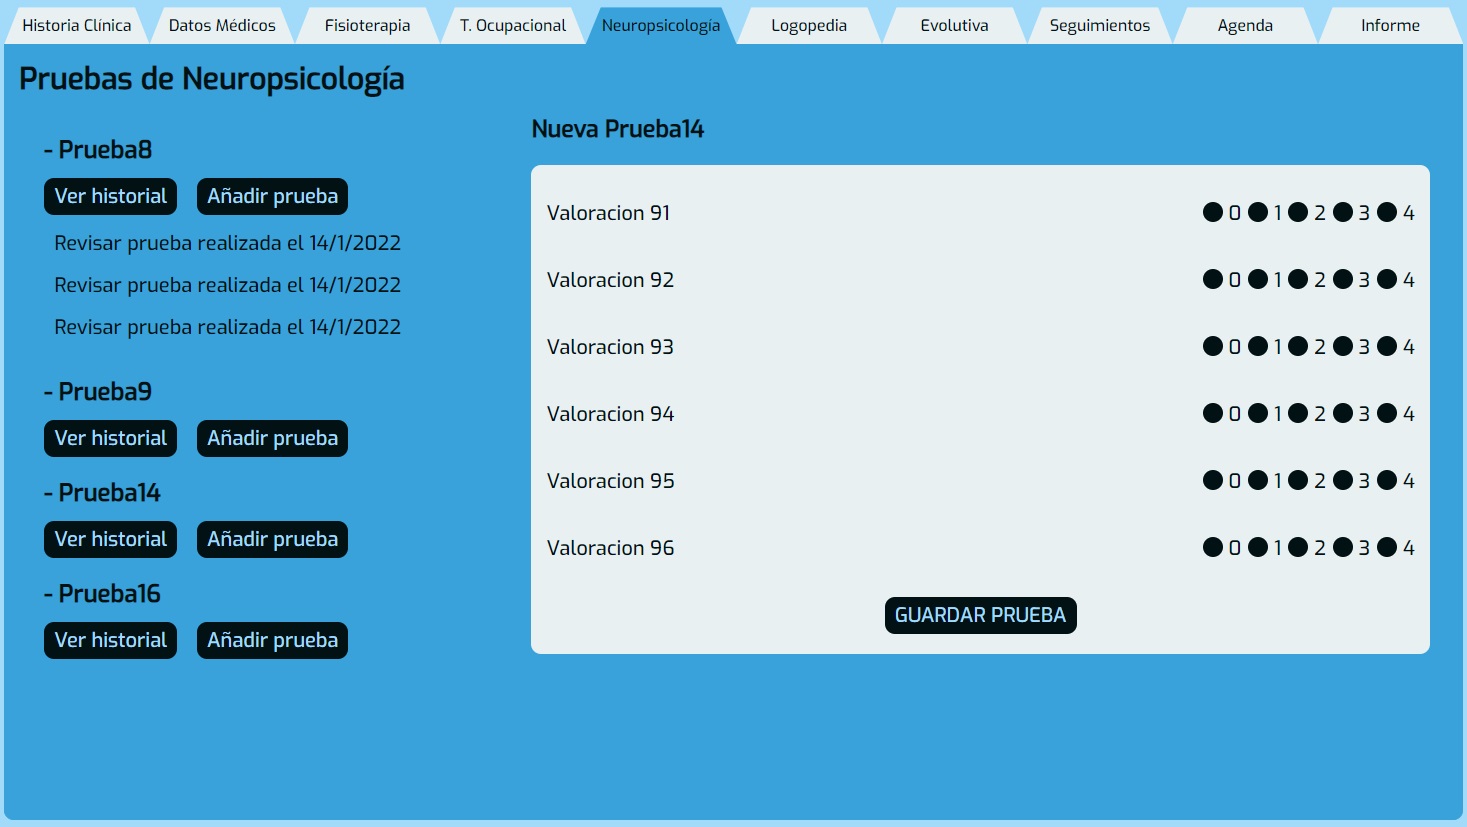 Historia Clínica
Datos Médicos
Fisioterapia
T. Ocupacional
Neuropsicología
Logopedia
Evolutiva
Seguimientos
Agenda
Informe
Pruebas de Neuropsicología
- Prueba8
Ver historial
Añadir prueba
Revisar prueba realizada el 14/1/2022
Revisar prueba realizada el 14/1/2022
Revisar prueba realizada el 14/1/2022
- Prueba9
Ver historial
Añadir prueba
- Prueba14
Ver historial
Añadir prueba
- Prueba16
Ver historial
Añadir prueba
Nueva Prueba14
Valoracion 91 0 1 2 3 4
Valoracion 92 0 1 2 3 4
Valoracion 93 0 1 2 3 4
Valoracion 94 0 1 2 3 4
Valoracion 95 0 1 2 3 4
Valoracion 96 0 1 2 3 4
GUARDAR PRUEBA